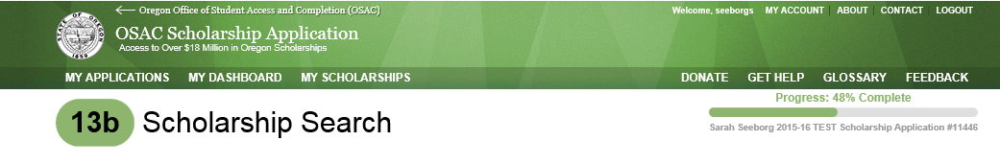 Oregon Office of Student Access and Completion (OSAC)
Welcome, seeborgs MY ACCOUNT | ABOUT | CONTACT LOGOUT
STATE OF OREGON
1859
OSAC Scholarship Application
Access to Over $18 Million in Oregon Scholarships
MY APPLICATIONS MY DASHBOARD MY SCHOLARSHIPS DONATE GET HELP GLOSSARY FEEDBACK
Progress: 48% Complete
13b Scholarship Search
Sarah Seeborg 2015-16 TEST Scholarship Application #11446